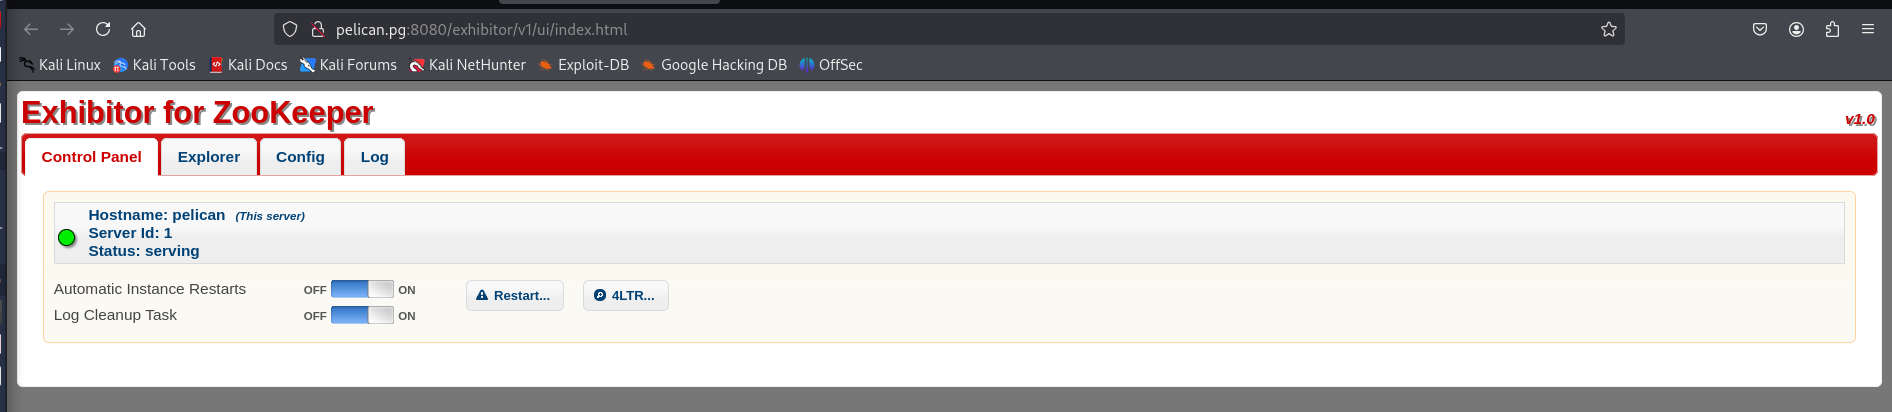 pelican.pg:8080/exhibitor/v1/ui/index.html
Kali Linux Kali Tools Kali Docs Kali Forums Kali NetHunter Exploit-DB Google Hacking DB OffSec
Exhibitor for ZooKeeper
v1.0
Control Panel Explorer Config Log
Hostname: pelican (This server)
Server Id: 1
Status: serving
Automatic Instance Restarts OFF ON Restart... 4LTR...
Log Cleanup Task OFF ON